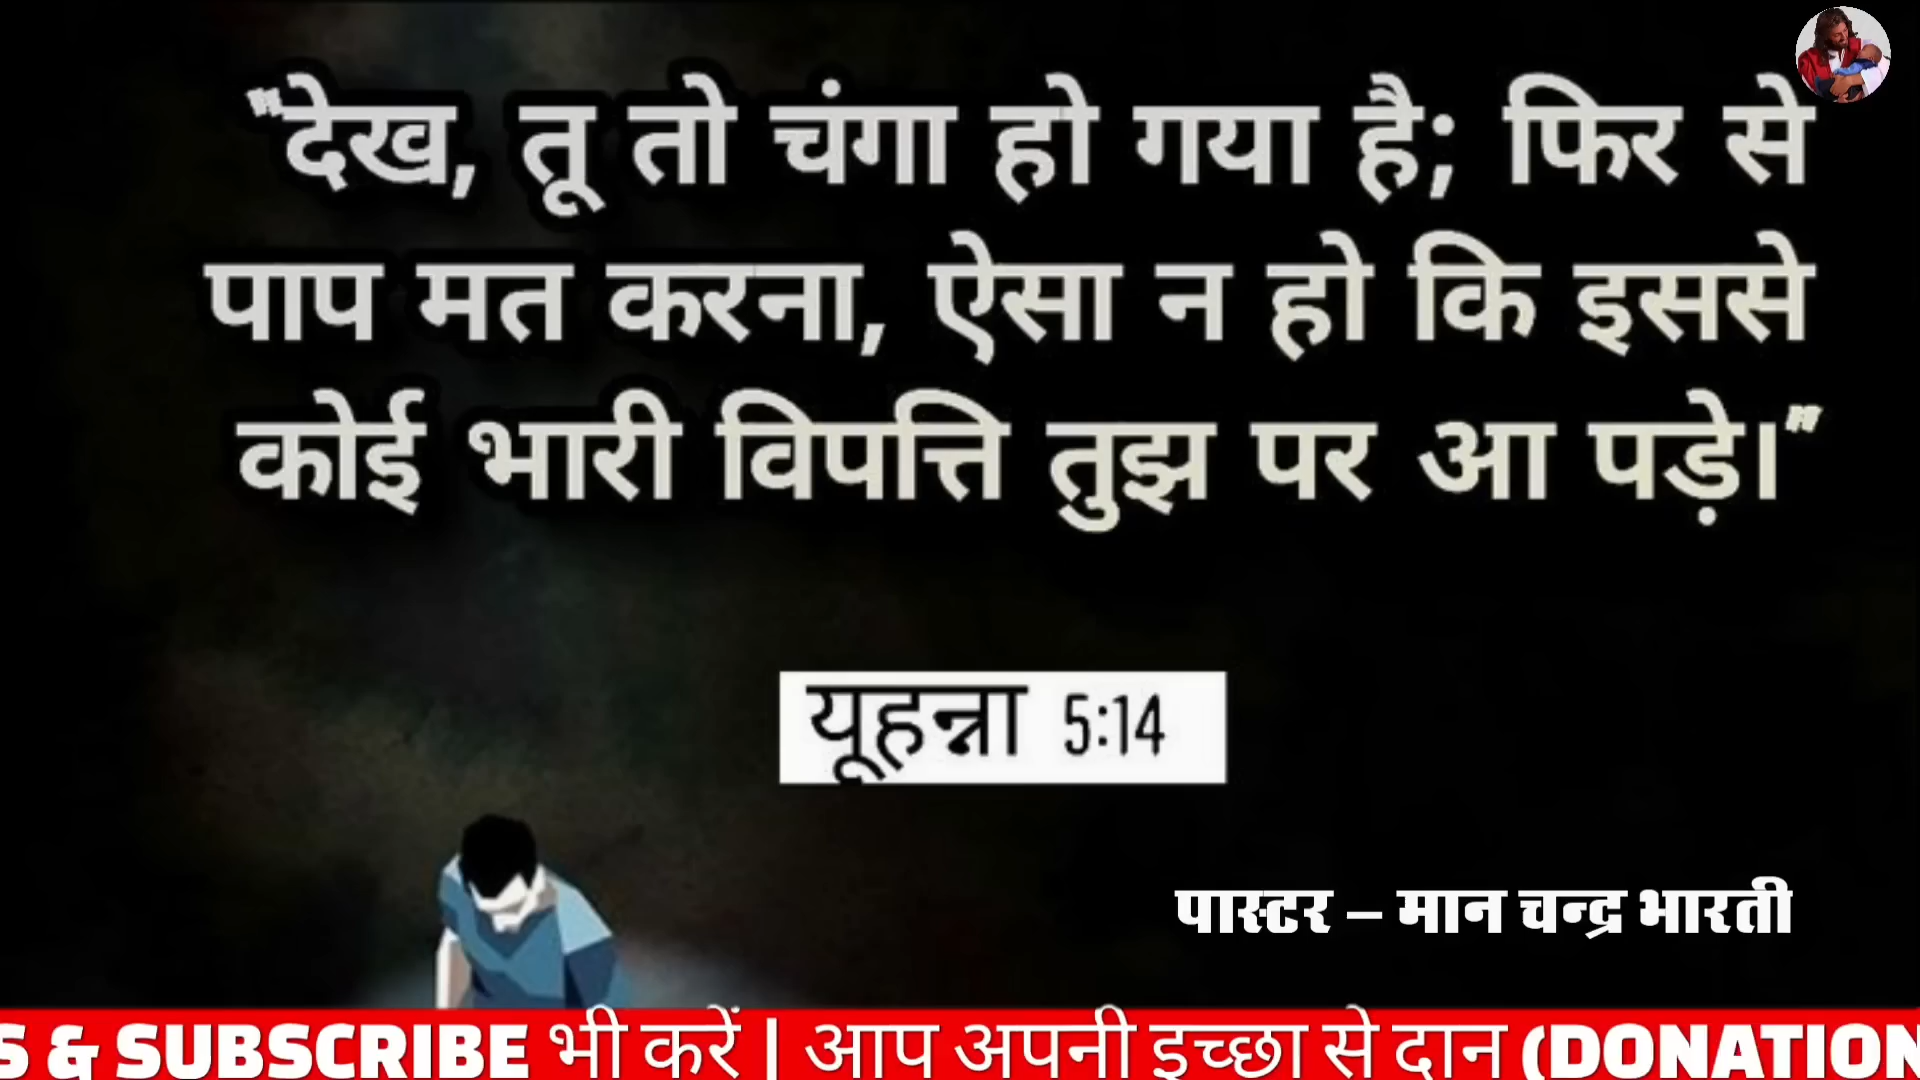 "देख, तू तो चंगा हो गया है; फिर से
पाप मत करना, ऐसा न हो कि इससे
कोई भारी विपत्ति तुझ पर आ पड़े।"
यूहन्ना 5:14
पास्टर – मान चन्द्र भारती
S & SUBSCRIBE भी करें | आप अपनी इच्छा से दान (DONATION